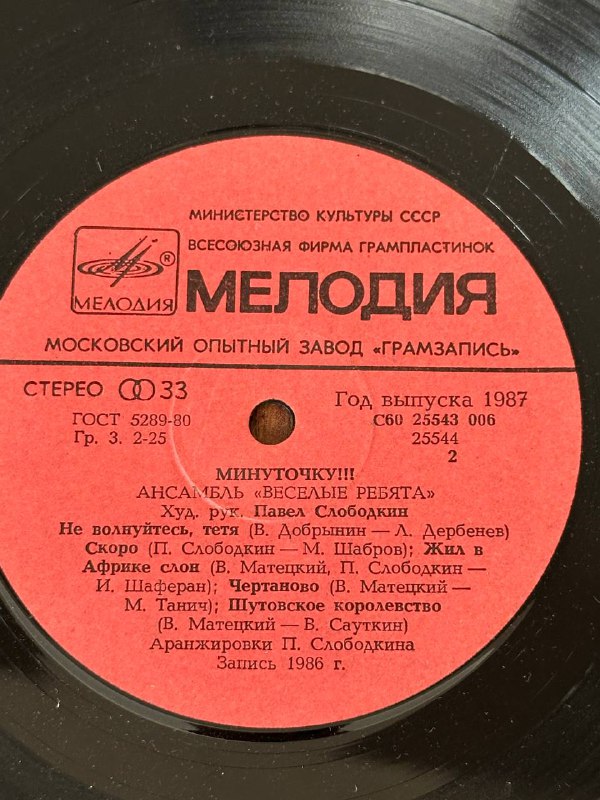 МИНИСТЕРСТВО КУЛЬТУРЫ СССР
ВСЕСОЮЗНАЯ ФИРМА ГРАМПЛАСТИНОК
МЕЛОДИЯ ® МЕЛОДИЯ
МОСКОВСКИЙ ОПЫТНЫЙ ЗАВОД «ГРАМЗАПИСЬ»
СТЕРЕО 33
Год выпуска 1987
ГОСТ 5289-80
С60 25543 006
Гр. 3. 2-25
25544
2
МИНУТОЧКУ!!!
АНСАМБЛЬ «ВЕСЕЛЫЕ РЕБЯТА»
Худ. рук. Павел Слободкин
Не волнуйтесь, тетя (В. Добрынин — Л. Дербенев)
Скоро (П. Слободкин — М. Шабров); Жил в
Африке слон (В. Матецкий, П. Слободкин —
И. Шаферан); Чертаново (В. Матецкий —
М. Танич); Шутовское королевство
(В. Матецкий — В. Сауткин)
Аранжировки П. Слободкина
Запись 1986 г.